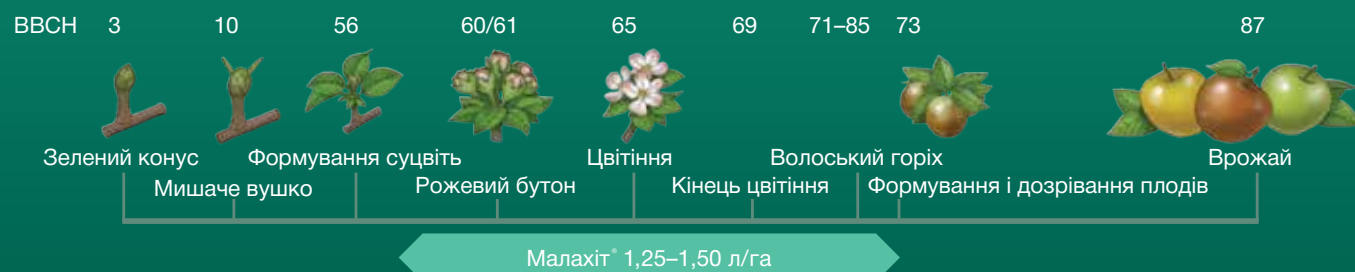 ВВСН 3 10 56 60/61 65 69 71–85 73 87
Зелений конус Формування суцвіть Цвітіння Волоський горіх Врожай
Мишаче вушко Рожевий бутон Кінець цвітіння Формування і дозрівання плодів
Малахіт® 1,25–1,50 л/га